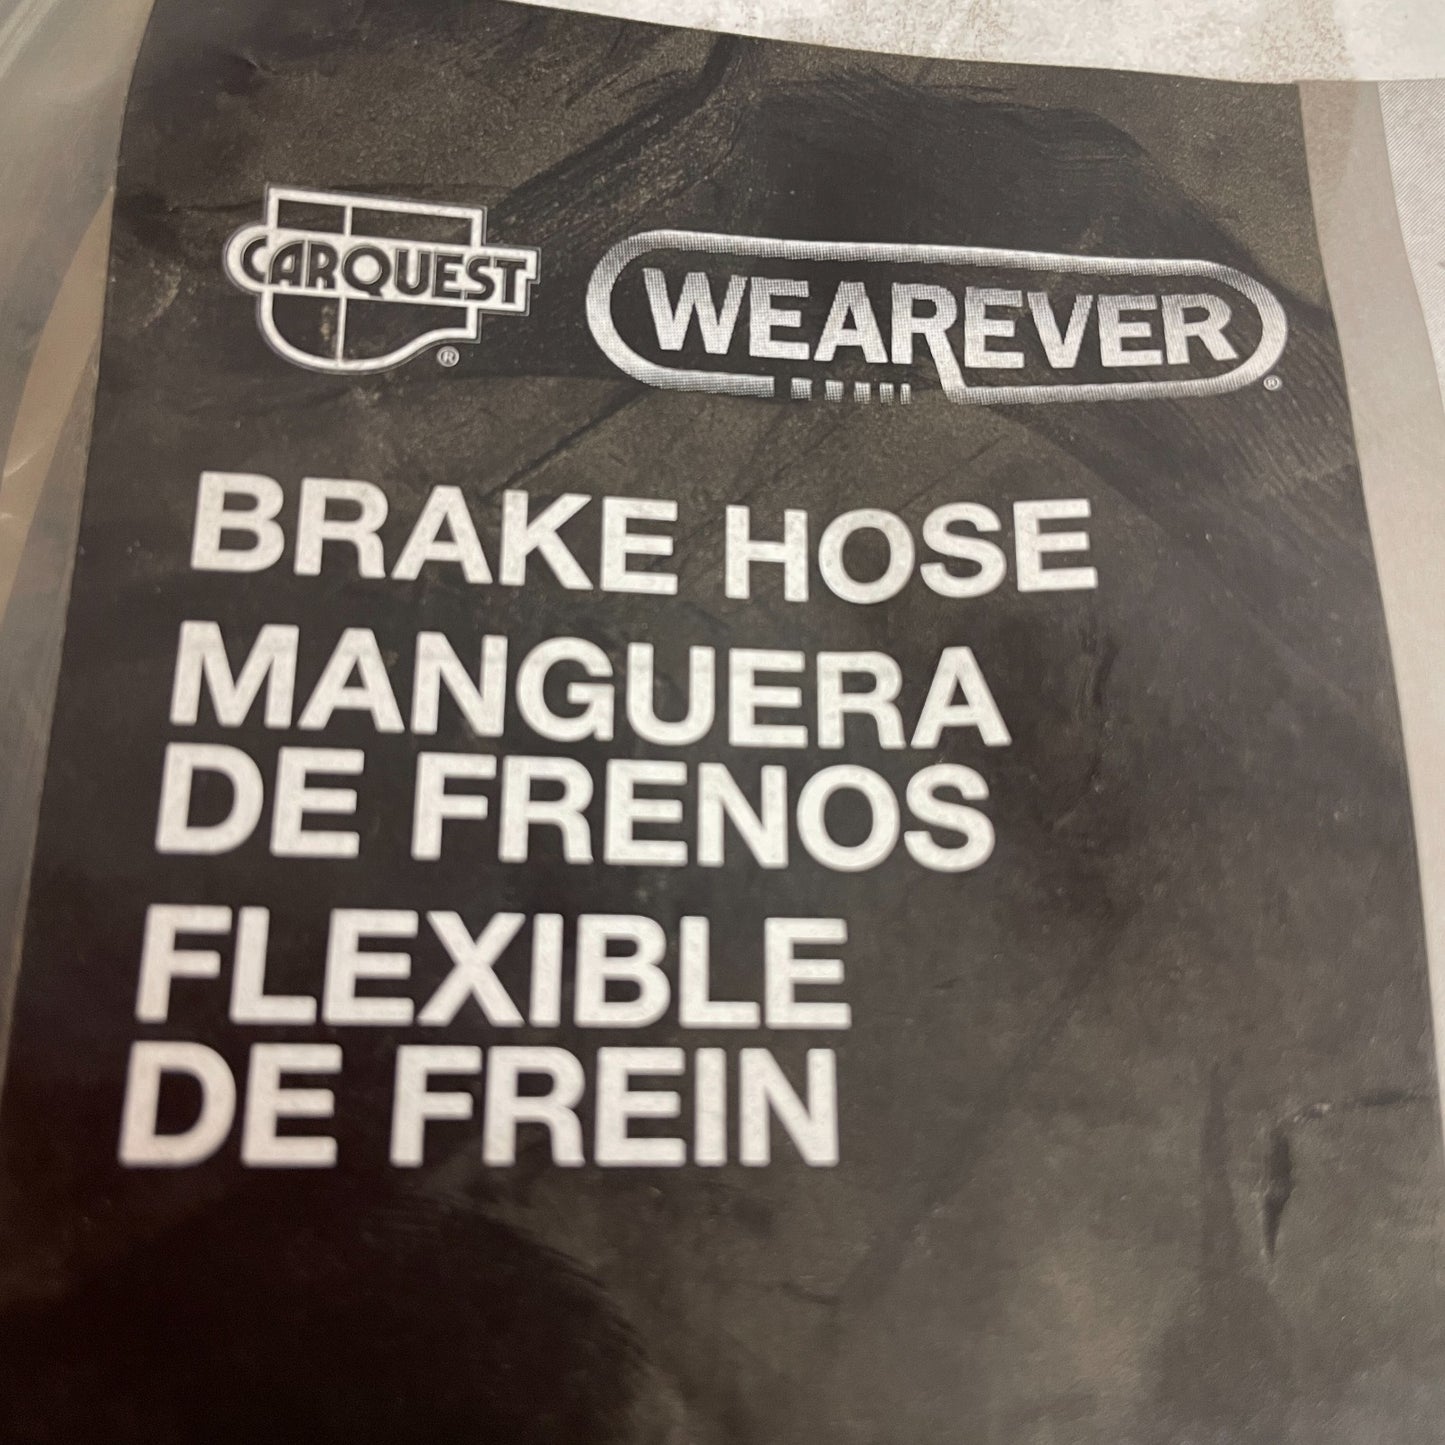 CARQUEST ®
WEAREVER ®
BRAKE HOSE
MANGUERA
DE FRENOS
FLEXIBLE
DE FREIN